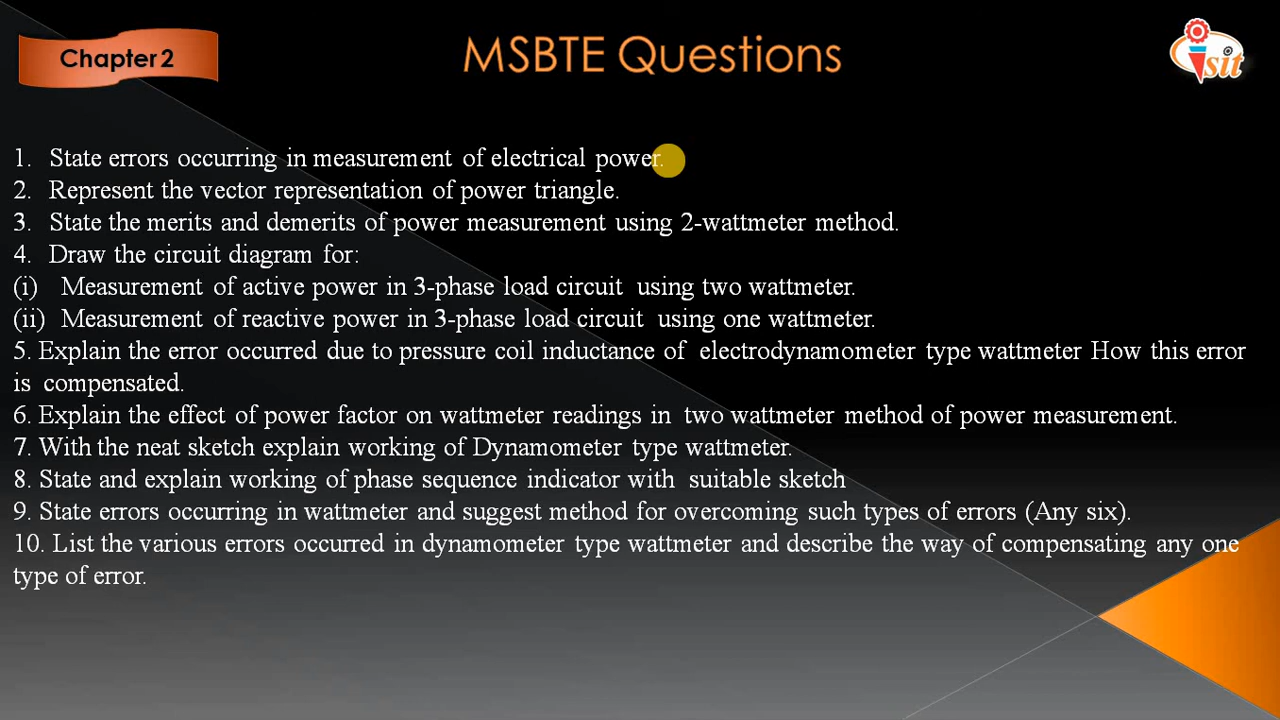 Chapter 2
MSBTE Questions
sit
1. State errors occurring in measurement of electrical power.
2. Represent the vector representation of power triangle.
3. State the merits and demerits of power measurement using 2-wattmeter method.
4. Draw the circuit diagram for:
(i) Measurement of active power in 3-phase load circuit using two wattmeter.
(ii) Measurement of reactive power in 3-phase load circuit using one wattmeter.
5. Explain the error occurred due to pressure coil inductance of electrodynamometer type wattmeter How this error
is compensated.
6. Explain the effect of power factor on wattmeter readings in two wattmeter method of power measurement.
7. With the neat sketch explain working of Dynamometer type wattmeter.
8. State and explain working of phase sequence indicator with suitable sketch
9. State errors occurring in wattmeter and suggest method for overcoming such types of errors (Any six).
10. List the various errors occurred in dynamometer type wattmeter and describe the way of compensating any one
type of error.